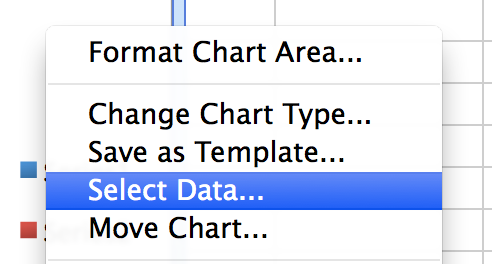 Format Chart Area...
Change Chart Type...
Save as Template...
Select Data...
Move Chart...